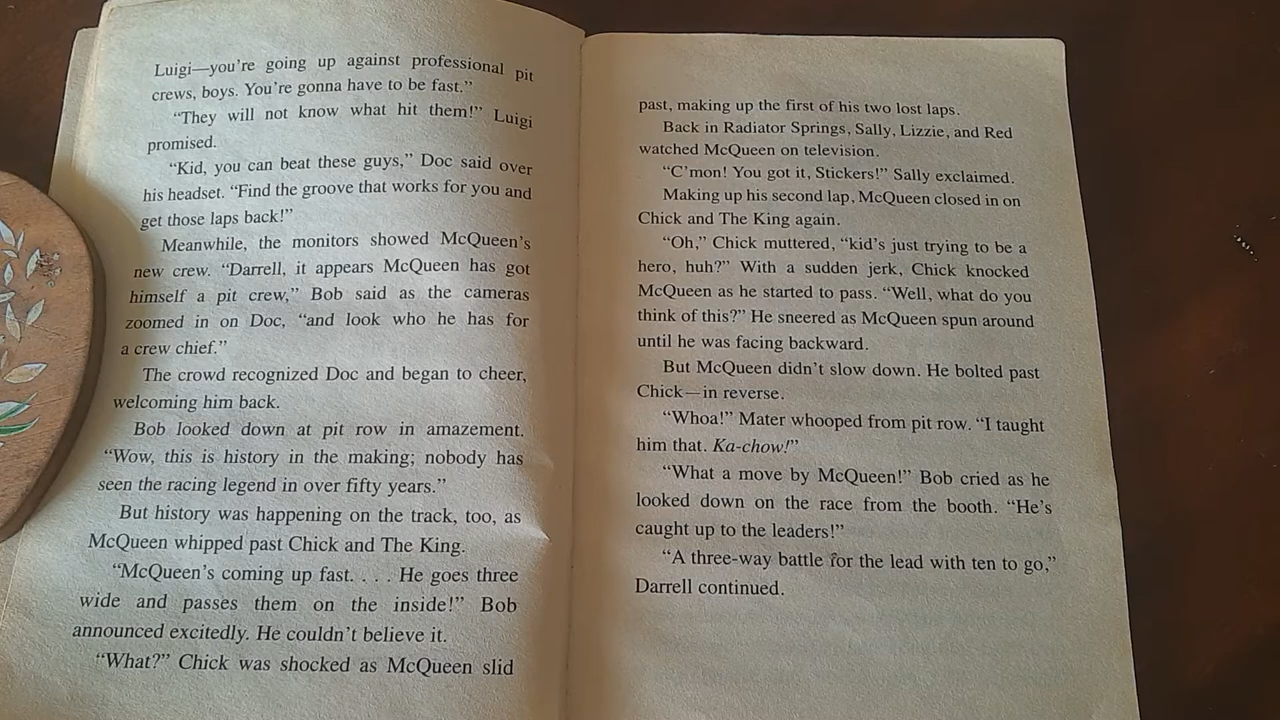 Luigi—you're going up against professional pit
crews, boys. You're gonna have to be fast.”
“They will not know what hit them!” Luigi
promised.
“Kid, you can beat these guys,” Doc said over
his headset. “Find the groove that works for you and
get those laps back!”
Meanwhile, the monitors showed McQueen's
new crew. “Darrell, it appears McQueen has got
himself a pit crew,” Bob said as the cameras
zoomed in on Doc, “and look who he has for
a crew chief.”
The crowd recognized Doc and began to cheer,
welcoming him back.
Bob looked down at pit row in amazement.
“Wow, this is history in the making; nobody has
seen the racing legend in over fifty years.”
But history was happening on the track, too, as
McQueen whipped past Chick and The King.
“McQueen's coming up fast. . . . He goes three
wide and passes them on the inside!” Bob
announced excitedly. He couldn't believe it.
“What?” Chick was shocked as McQueen slid
past, making up the first of his two lost laps.
Back in Radiator Springs, Sally, Lizzie, and Red
watched McQueen on television.
“C'mon! You got it, Stickers!” Sally exclaimed.
Making up his second lap, McQueen closed in on
Chick and The King again.
“Oh,” Chick muttered, “kid's just trying to be a
hero, huh?” With a sudden jerk, Chick knocked
McQueen as he started to pass. “Well, what do you
think of this?” He sneered as McQueen spun around
until he was facing backward.
But McQueen didn't slow down. He bolted past
Chick—in reverse.
“Whoa!” Mater whooped from pit row. “I taught
him that. Ka-chow!”
“What a move by McQueen!” Bob cried as he
looked down on the race from the booth. “He's
caught up to the leaders!”
“A three-way battle for the lead with ten to go,”
Darrell continued.